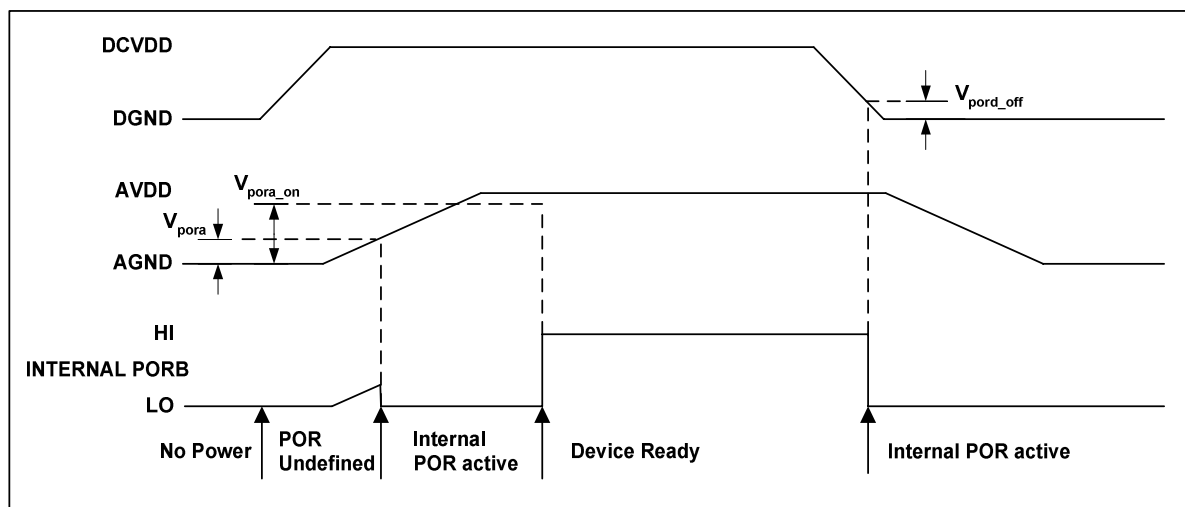 DCVDD
V_pord_off
DGND
AVDD
V_pora_on
V_pora
AGND
HI
INTERNAL PORB
LO
No Power
POR
Undefined
Internal
POR active
Device Ready
Internal POR active